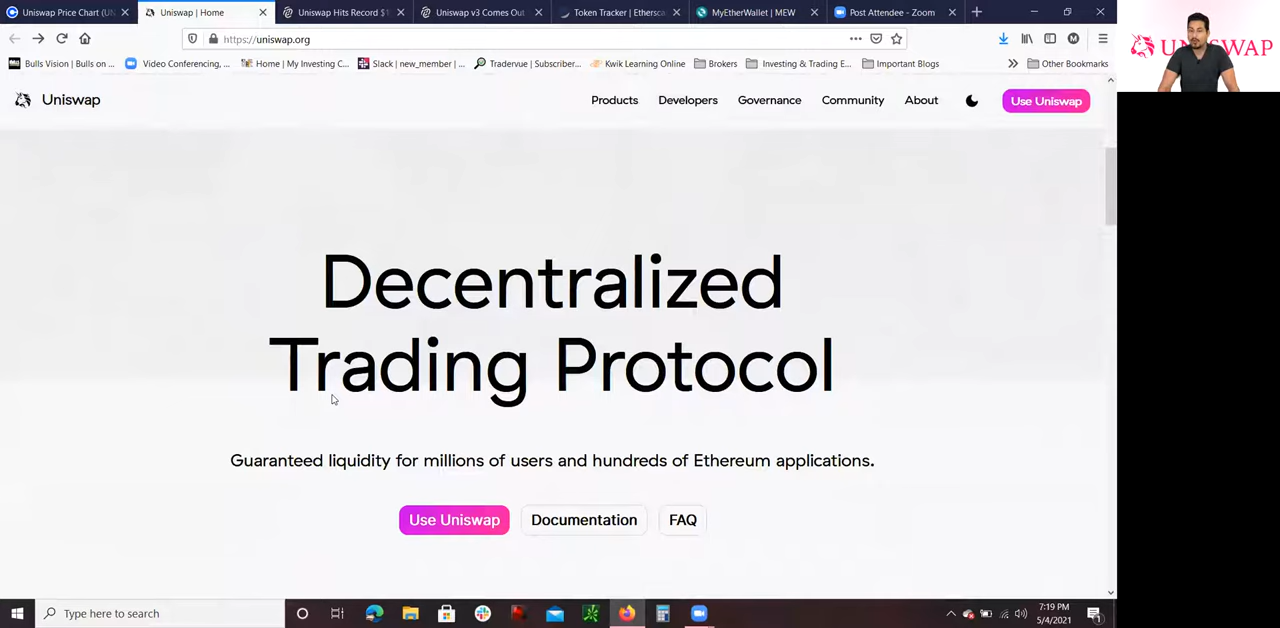 Uniswap Price Chart (UN
Uniswap | Home
Uniswap Hits Record $1
Uniswap v3 Comes Out
Token Tracker | Ethersca
MyEtherWallet | MEW
Post Attendee - Zoom
https://uniswap.org
Bulls Vision | Bulls on ...
Video Conferencing, ...
Home | My Investing C...
Slack | new_member | ...
Tradervue | Subscriber...
Kwik Learning Online
Brokers
Investing & Trading E...
Important Blogs
Other Bookmarks
Uniswap
Products
Developers
Governance
Community
About
Use Uniswap
Decentralized
Trading Protocol
Guaranteed liquidity for millions of users and hundreds of Ethereum applications.
Use Uniswap
Documentation
FAQ
Type here to search
7:19 PM
5/4/2021